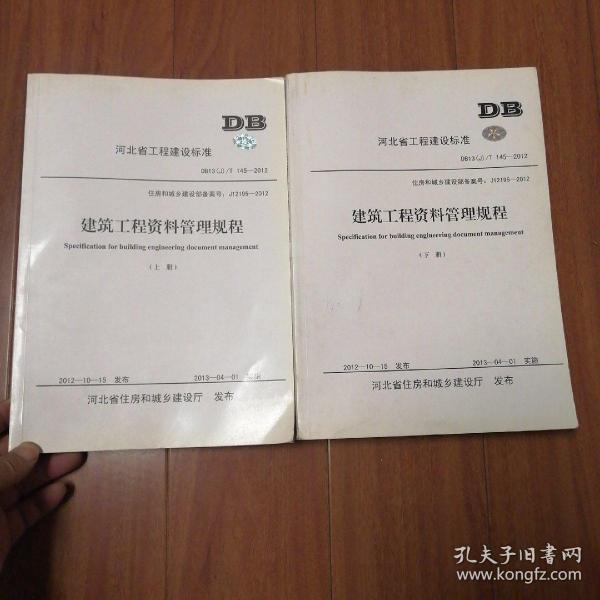 DB
河北省工程建设标准
DB13(J)/T 145—2012
住房和城乡建设部备案号：J12195—2012
建筑工程资料管理规程
Specification for building engineering document management
（上 册）
2012—10—15 发布 2013—04—01 实施
河北省住房和城乡建设厅 发布
DB
河北省工程建设标准
DB13(J)/T 145—2012
住房和城乡建设部备案号：J12195—2012
建筑工程资料管理规程
Specification for building engineering document management
（下 册）
2012—10—15 发布 2013—04—01 实施
河北省住房和城乡建设厅 发布
孔夫子旧书网
www.kongfz.com